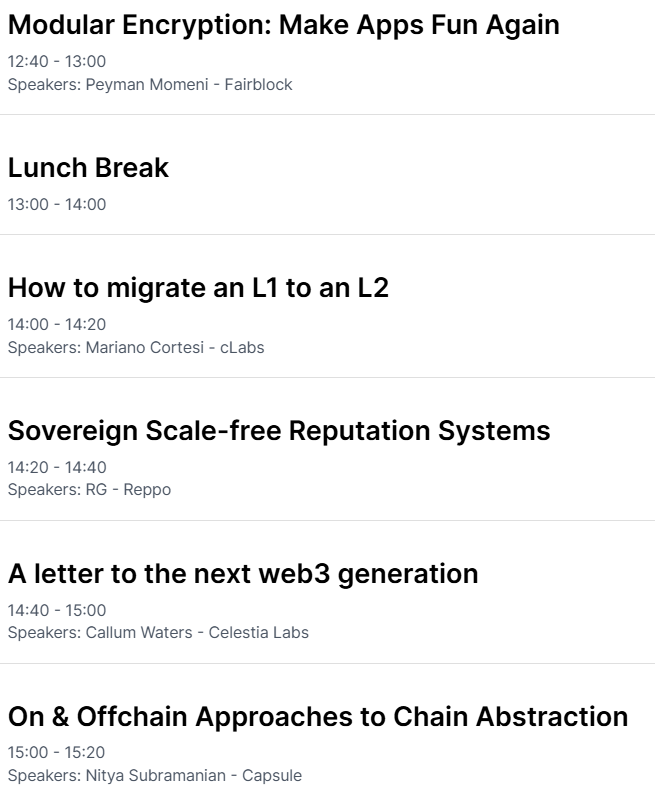 Modular Encryption: Make Apps Fun Again
12:40 - 13:00
Speakers: Peyman Momeni - Fairblock
Lunch Break
13:00 - 14:00
How to migrate an L1 to an L2
14:00 - 14:20
Speakers: Mariano Cortesi - cLabs
Sovereign Scale-free Reputation Systems
14:20 - 14:40
Speakers: RG - Reppo
A letter to the next web3 generation
14:40 - 15:00
Speakers: Callum Waters - Celestia Labs
On & Offchain Approaches to Chain Abstraction
15:00 - 15:20
Speakers: Nitya Subramanian - Capsule